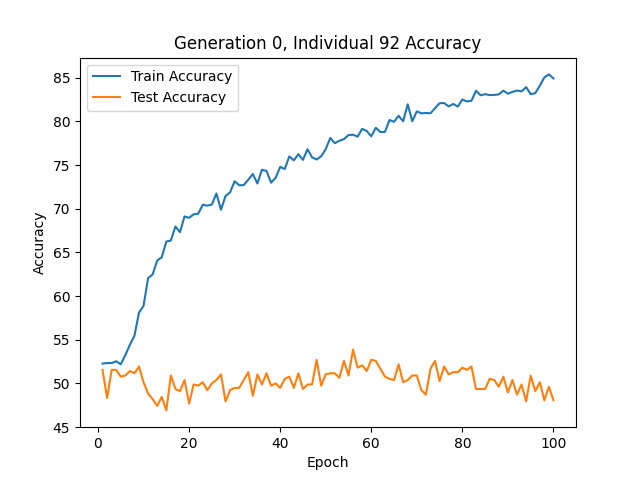 Generation 0, Individual 92 Accuracy
Train Accuracy
Test Accuracy
Accuracy
85
80
75
70
65
60
55
50
45
0 20 40 60 80 100
Epoch